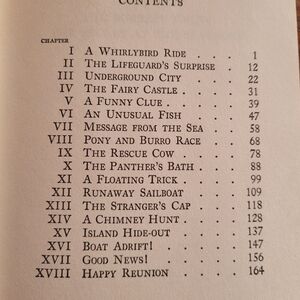 CONTENTS
CHAPTER
I A WHIRLYBIRD RIDE . . . . 1
II THE LIFEGUARD'S SURPRISE . . 12
III UNDERGROUND CITY . . . . 22
IV THE FAIRY CASTLE . . . . 31
V A FUNNY CLUE . . . . . 39
VI AN UNUSUAL FISH . . . . 47
VII MESSAGE FROM THE SEA . . . 58
VIII PONY AND BURRO RACE . . . 68
IX THE RESCUE COW . . . . 78
X THE PANTHER'S BATH . . . . 88
XI A FLOATING TRICK . . . . 99
XII RUNAWAY SAILBOAT . . . . 109
XIII THE STRANGER'S CAP . . . . 118
XIV A CHIMNEY HUNT . . . . . 128
XV ISLAND HIDE-OUT . . . . . 137
XVI BOAT ADRIFT! . . . . . 147
XVII GOOD NEWS! . . . . . 156
XVIII HAPPY REUNION . . . . . 164